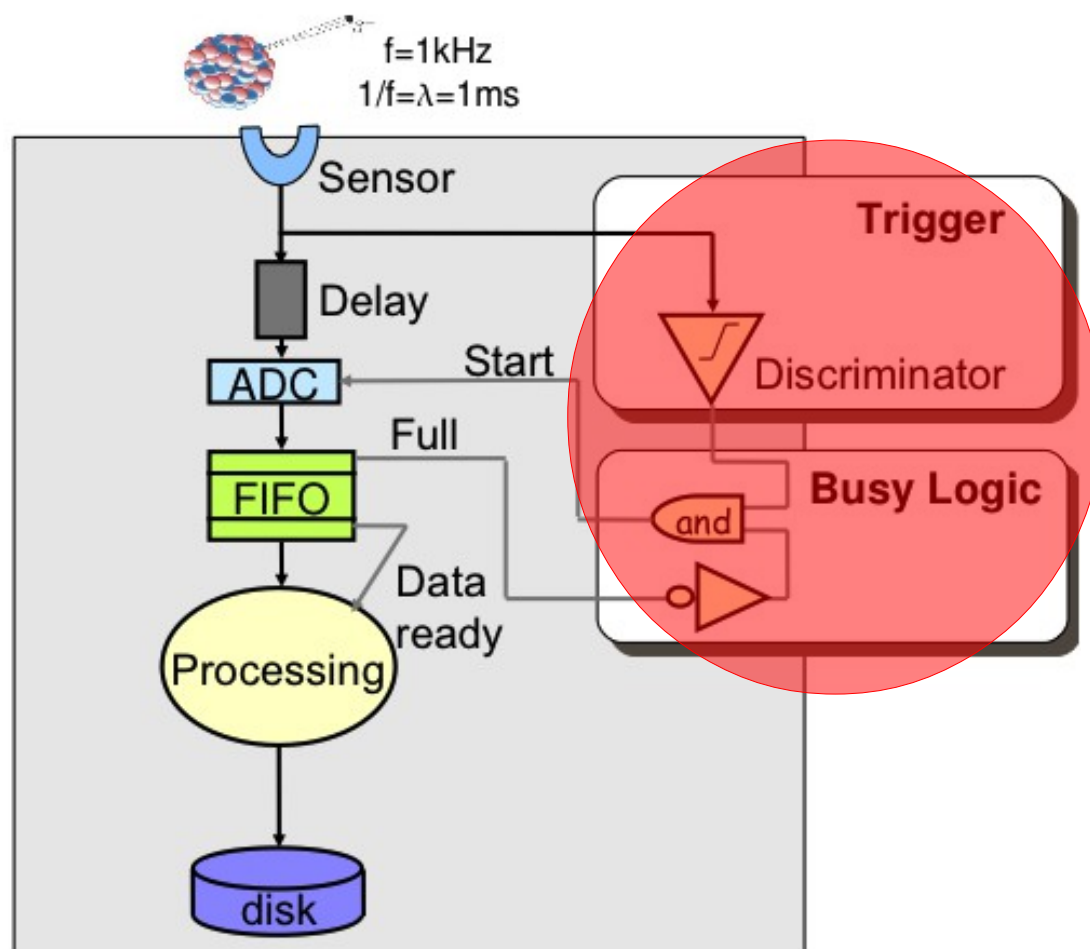 f=1kHz
1/f=λ=1ms
Sensor
Trigger
Delay
Discriminator
Start
ADC
Full
FIFO
Busy Logic
and
Data
ready
Processing
disk